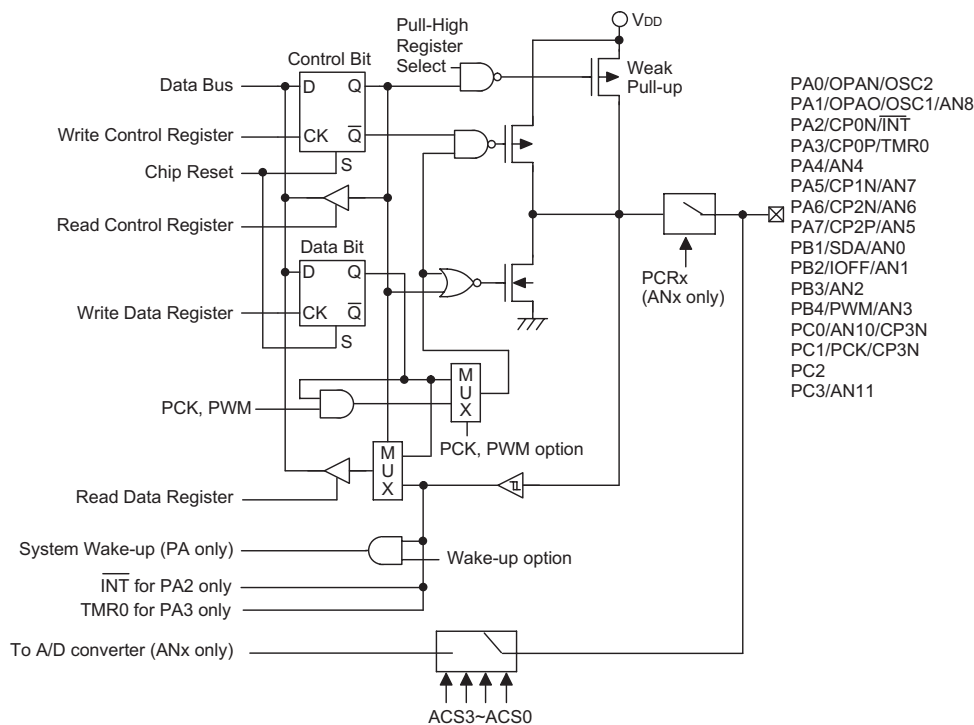 VDD
Pull-High
Register
Select
Weak
Pull-up
Control Bit
Data Bus
D
Q
Write Control Register
CK
Q̅
Chip Reset
S
Read Control Register
Data Bit
D
Q
Write Data Register
CK
Q̅
S
PCRx
(ANx only)
PA0/OPAN/OSC2
PA1/OPAO/OSC1/AN8
PA2/CP0N/I̅N̅T̅
PA3/CP0P/TMR0
PA4/AN4
PA5/CP1N/AN7
PA6/CP2N/AN6
PA7/CP2P/AN5
PB1/SDA/AN0
PB2/IOFF/AN1
PB3/AN2
PB4/PWM/AN3
PC0/AN10/CP3N
PC1/PCK/CP3N
PC2
PC3/AN11
M
U
X
PCK, PWM
PCK, PWM option
M
U
X
Read Data Register
System Wake-up (PA only)
Wake-up option
I̅N̅T̅ for PA2 only
TMR0 for PA3 only
To A/D converter (ANx only)
ACS3~ACS0